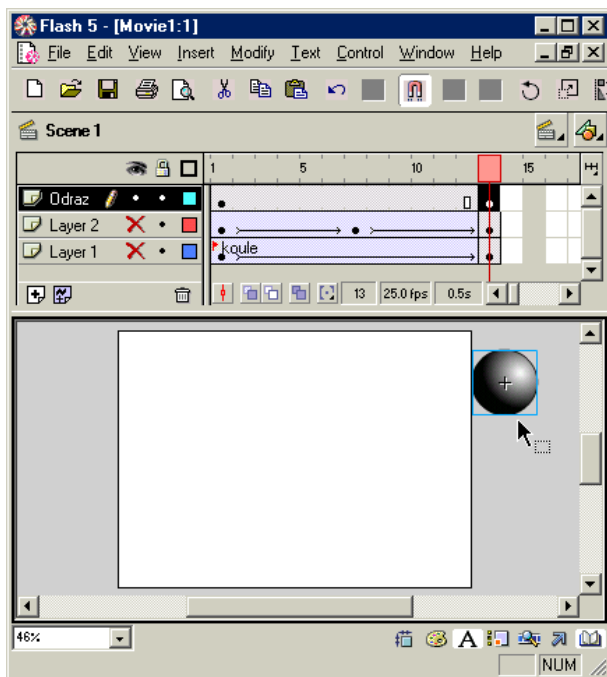 Flash 5 - [Movie1:1]
File Edit View Insert Modify Text Control Window Help
Scene 1
1 5 10 15
Odraz
Layer 2
Layer 1
koule
13 25.0 fps 0.5s
46%
A
NUM